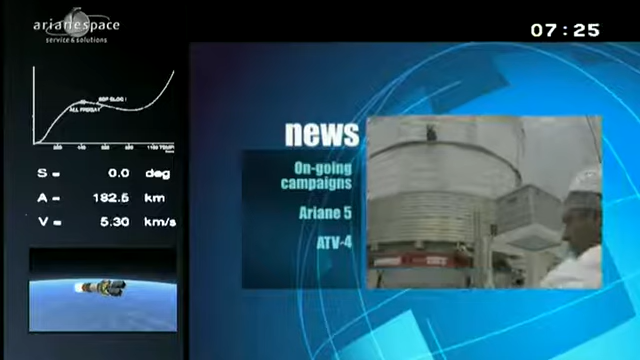 arianespace
service & solutions
07:25
S = 0.0 deg
A = 182.5 km
V = 5.30 km/s
news
On-going
campaigns
Ariane 5
ATV-4